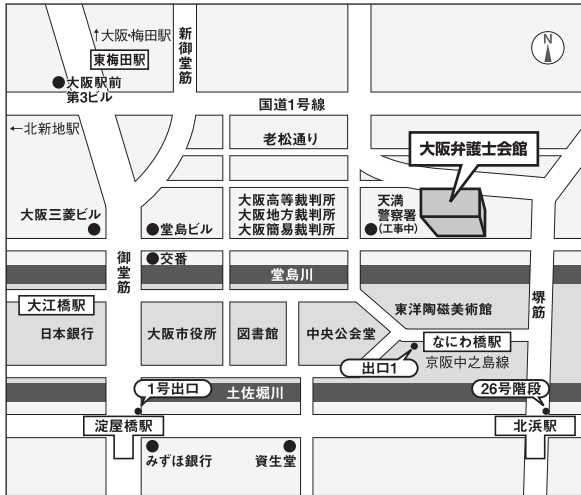 ↑大阪・梅田駅
東梅田駅
新御堂筋
N
大阪駅前
第3ビル
国道1号線
←北新地駅
老松通り
大阪弁護士会館
大阪高等裁判所
大阪地方裁判所
大阪簡易裁判所
天満
警察署
(工事中)
大阪三菱ビル
堂島ビル
御堂筋
交番
堂島川
大江橋駅
東洋陶磁美術館
堺筋
日本銀行
大阪市役所
図書館
中央公会堂
なにわ橋駅
出口1
京阪中之島線
1号出口
土佐堀川
26号階段
淀屋橋駅
北浜駅
みずほ銀行
資生堂